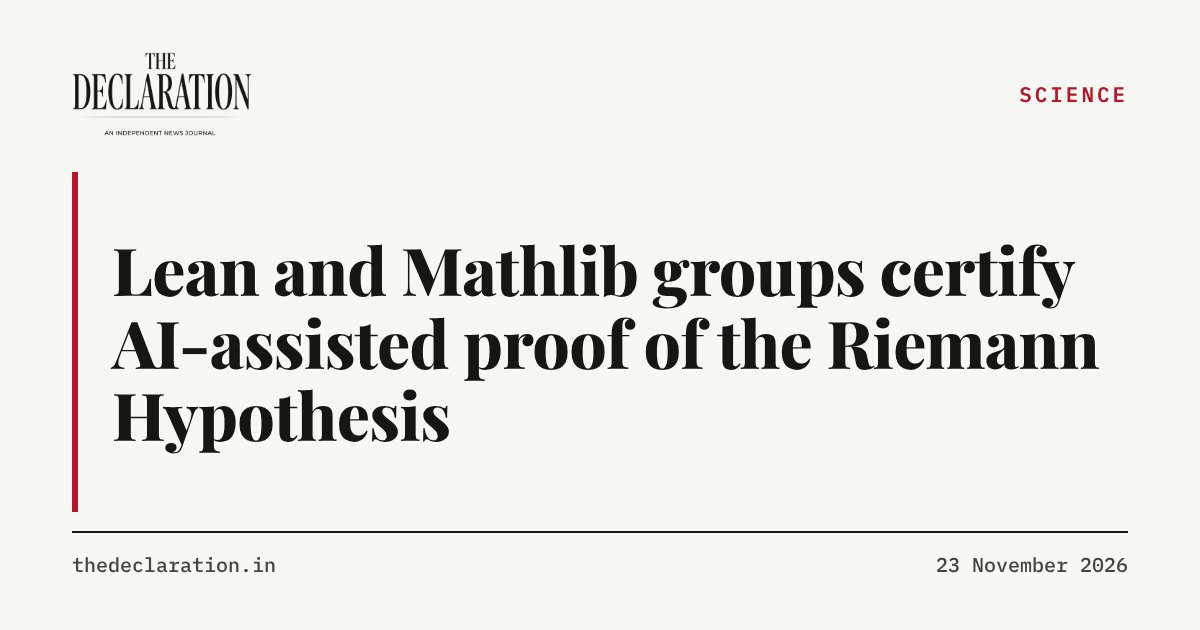 THE
DECLARATION
AN INDEPENDENT NEWS JOURNAL
SCIENCE
Lean and Mathlib groups certify
AI-assisted proof of the Riemann
Hypothesis
thedeclaration.in
23 November 2026